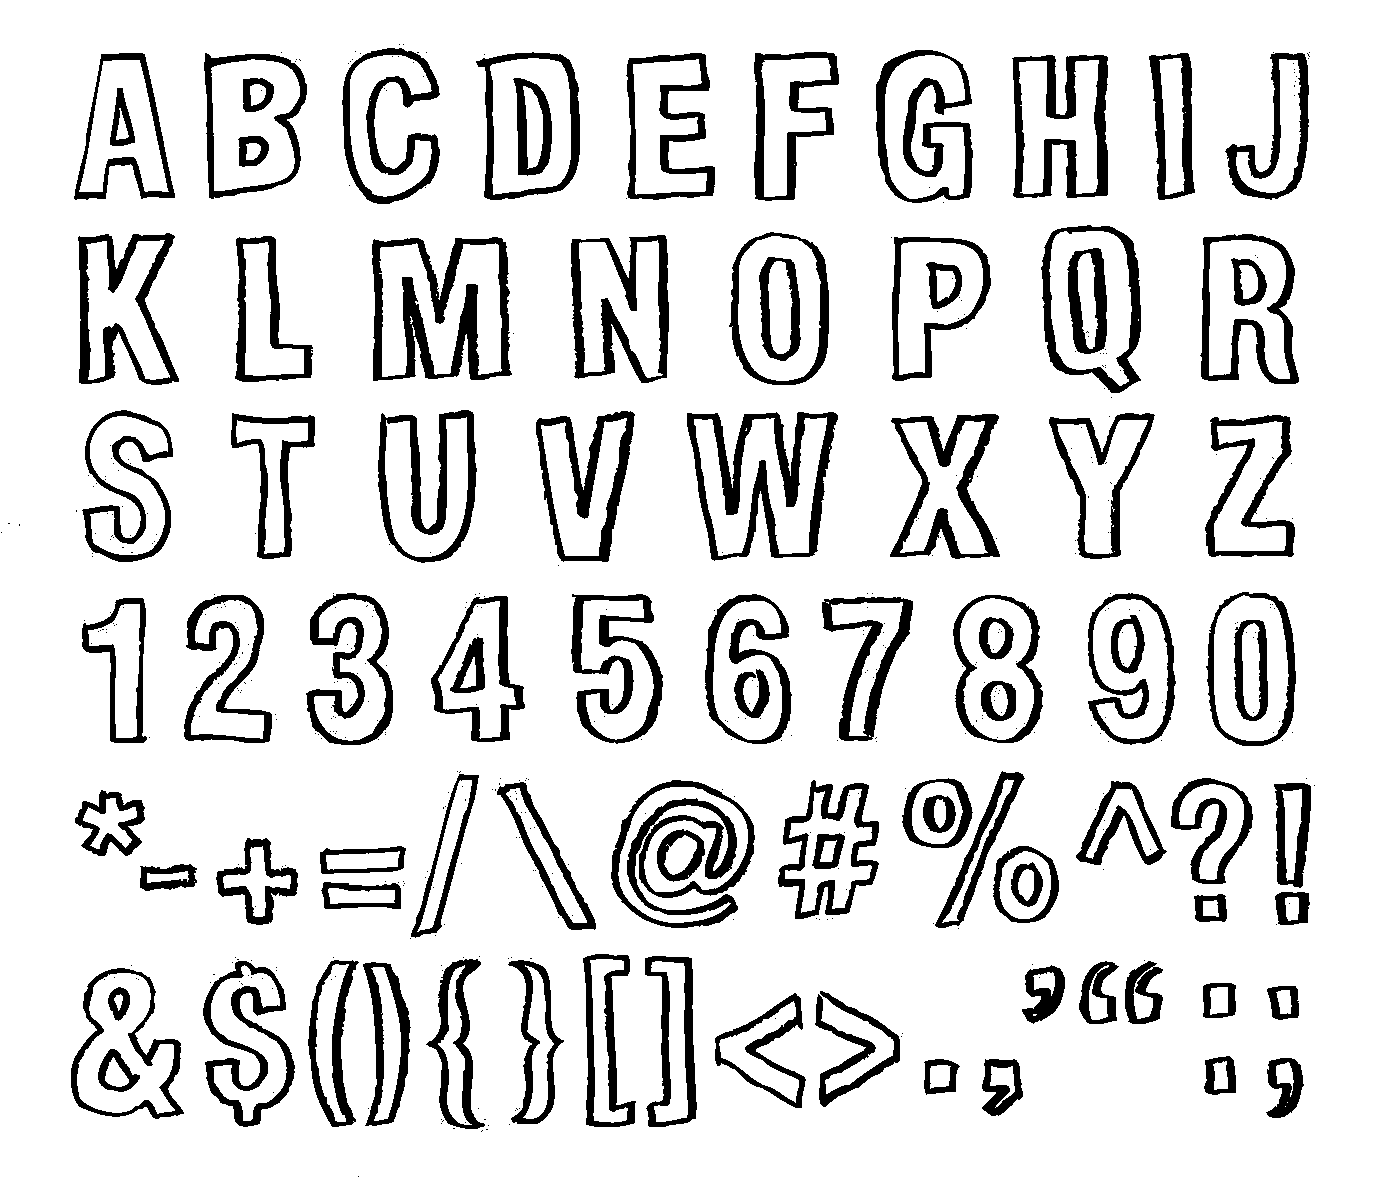 ABCDEFGHIJ
KLMNOPQR
STUVWXYZ
1234567890
*-+=/\@#%^?!
&$(){}[]<>.,’“:;